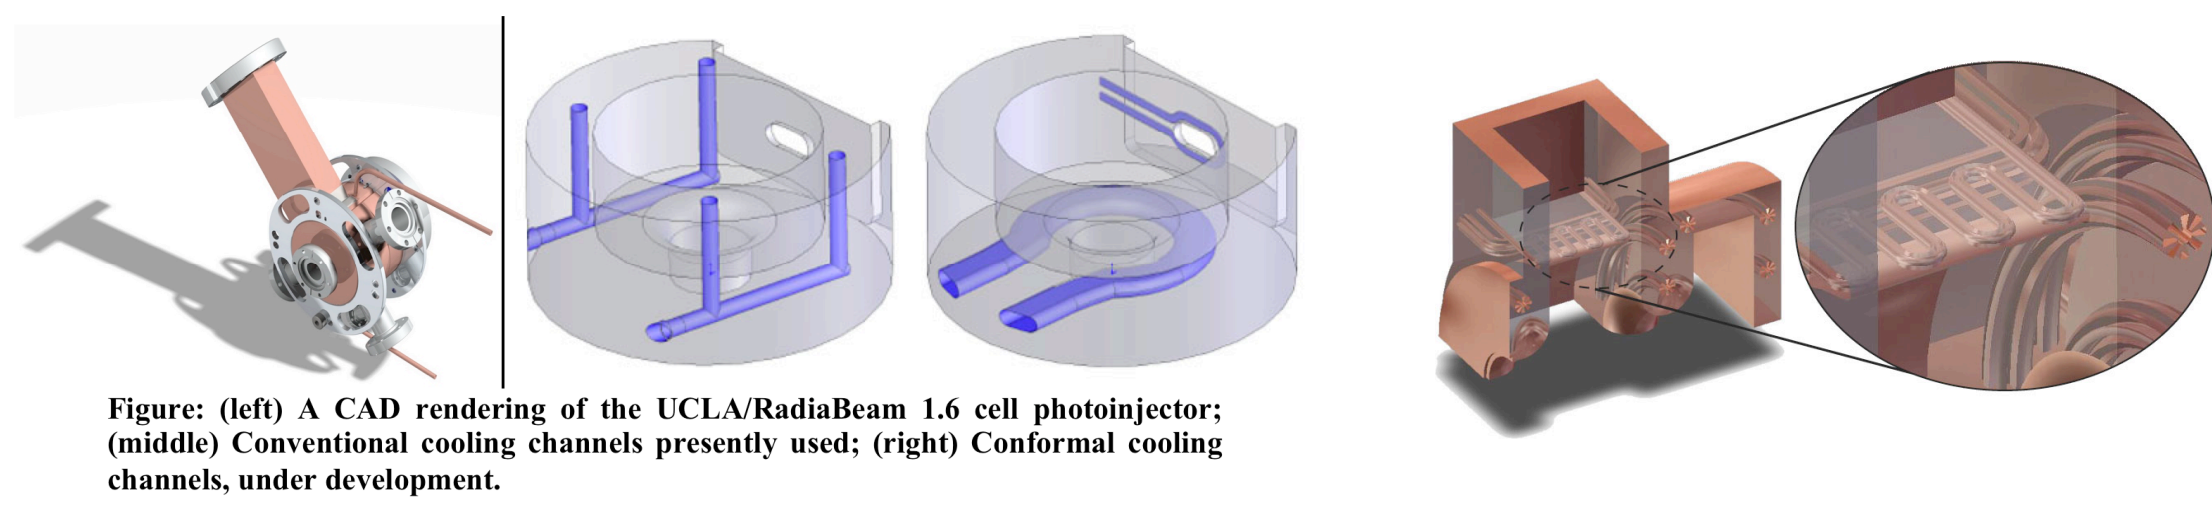 Figure: (left) A CAD rendering of the UCLA/RadiaBeam 1.6 cell photoinjector;
(middle) Conventional cooling channels presently used; (right) Conformal cooling
channels, under development.